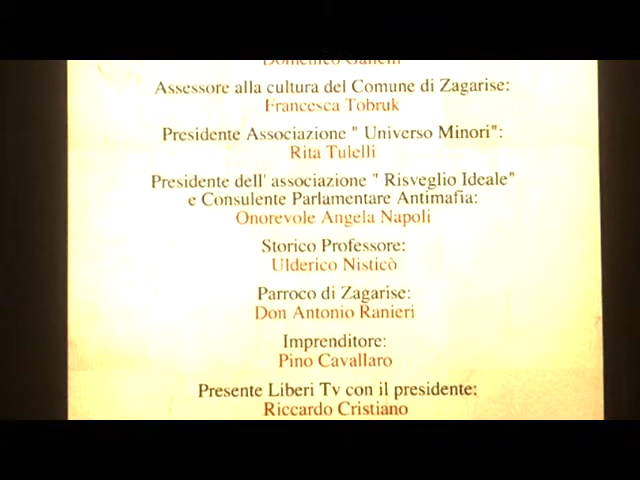 Domenico
Assessore alla cultura del Comune di Zagarise:
Francesca Tobruk
Presidente Associazione " Universo Minori":
Rita Tulelli
Presidente dell' associazione " Risveglio Ideale"
e Consulente Parlamentare Antimafia:
Onorevole Angela Napoli
Storico Professore:
Ulderico Nisticò
Parroco di Zagarise:
Don Antonio Ranieri
Imprenditore:
Pino Cavallaro
Presente Liberi Tv con il presidente:
Riccardo Cristiano